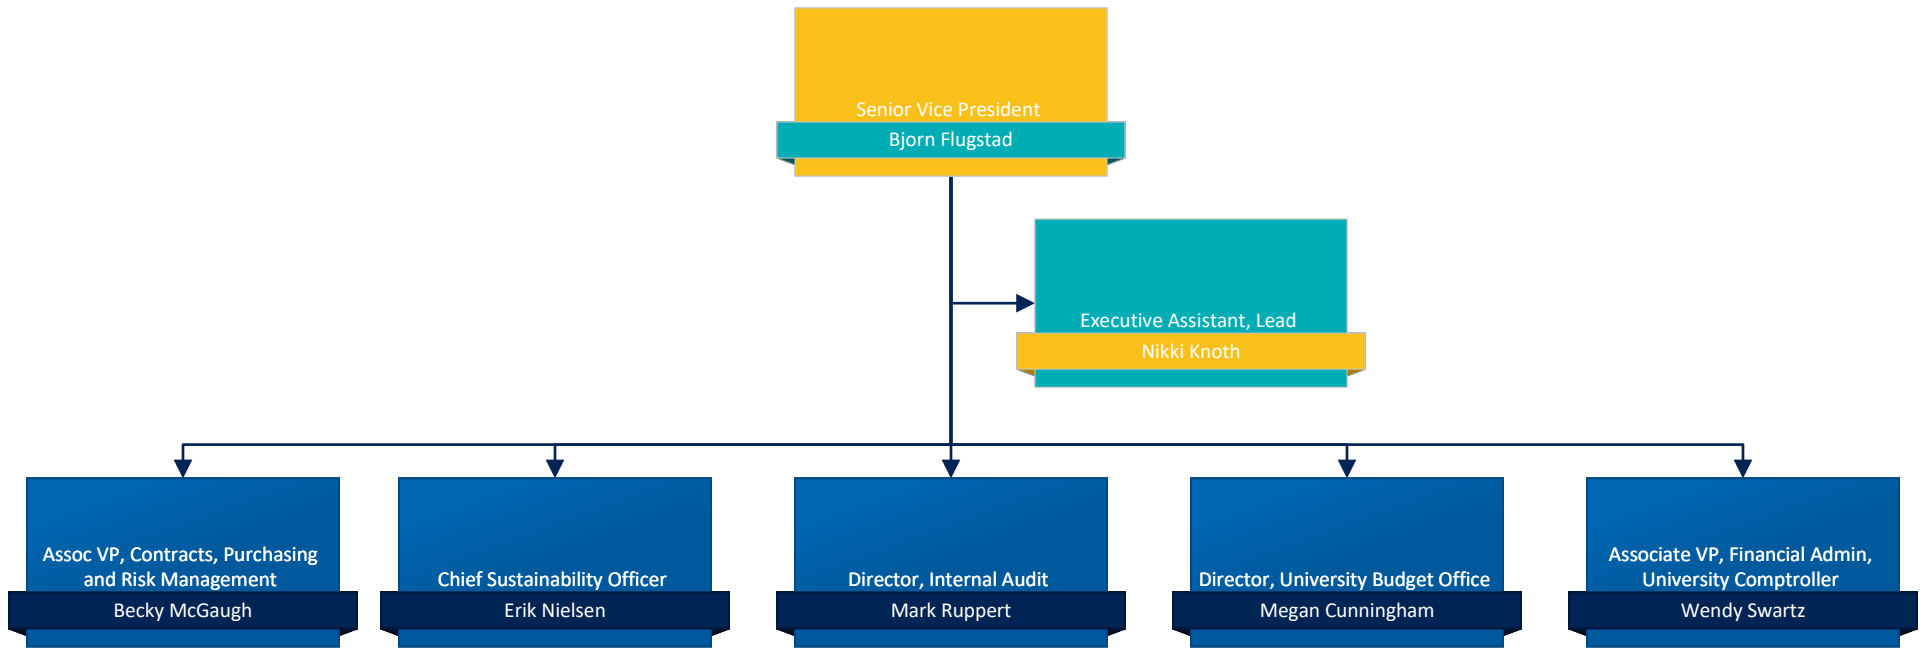 Senior Vice President
Bjorn Flugstad
Executive Assistant, Lead
Nikki Knoth
Assoc VP, Contracts, Purchasing
and Risk Management
Becky McGaugh
Chief Sustainability Officer
Erik Nielsen
Director, Internal Audit
Mark Ruppert
Director, University Budget Office
Megan Cunningham
Associate VP, Financial Admin,
University Comptroller
Wendy Swartz